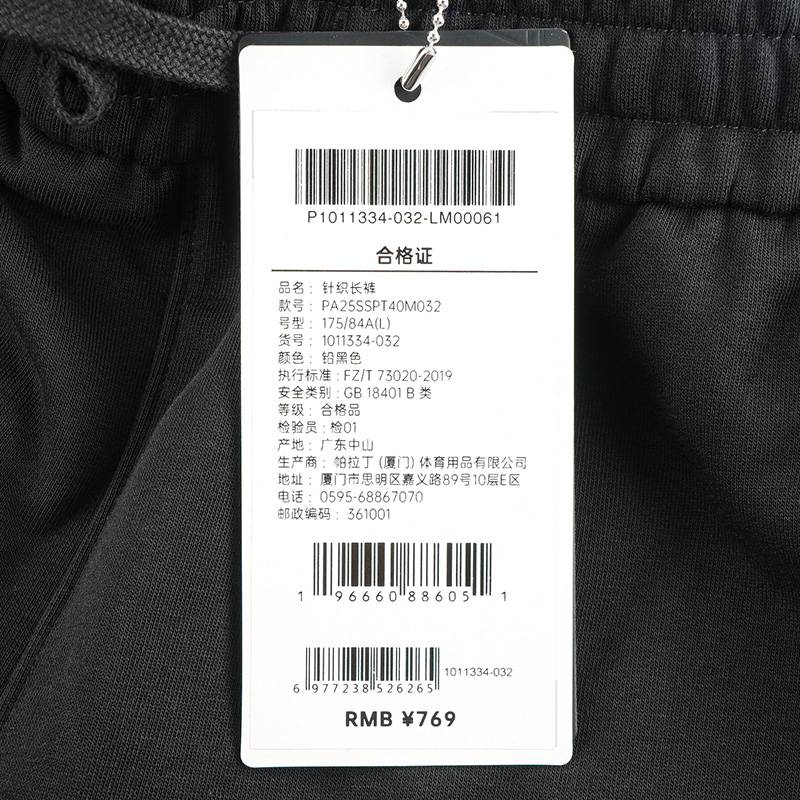 P1011334-032-LM00061
合格证
品名：针织长裤
款号：PA25SSPT40M032
号型：175/84A(L)
货号：1011334-032
颜色：铅黑色
执行标准：FZ/T 73020-2019
安全类别：GB 18401 B 类
等级：合格品
检验员：检01
产地：广东中山
生产商：帕拉丁 (厦门) 体育用品有限公司
地址：厦门市思明区嘉义路89号10层E区
电话：0595-68867070
邮政编码：361001
1 96660 88605 1
1011334-032
6 977238 526265
RMB ¥769